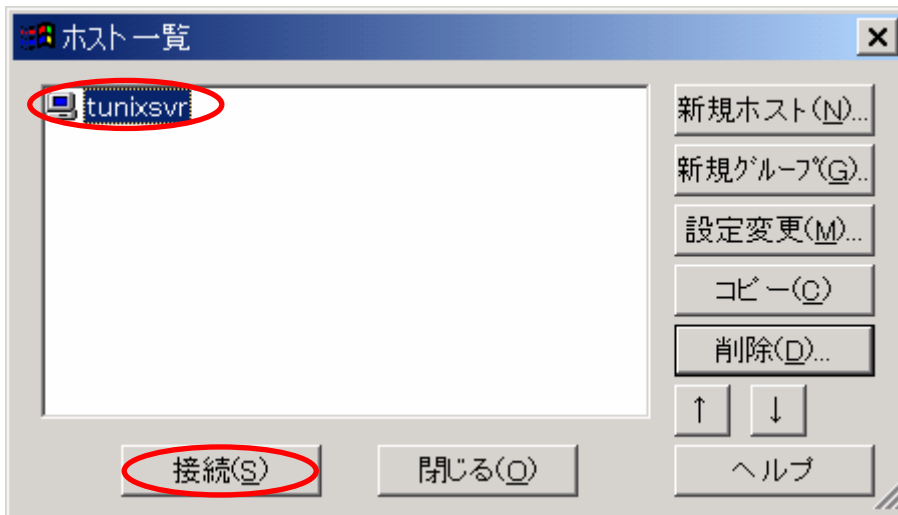 ホスト一覧
tunixsvr
新規ホスト(N)...
新規ｸﾞﾙｰﾌﾟ(G)..
設定変更(M)...
コピー(C)
削除(D)...
↑ ↓
接続(S) 閉じる(O) ヘルプ